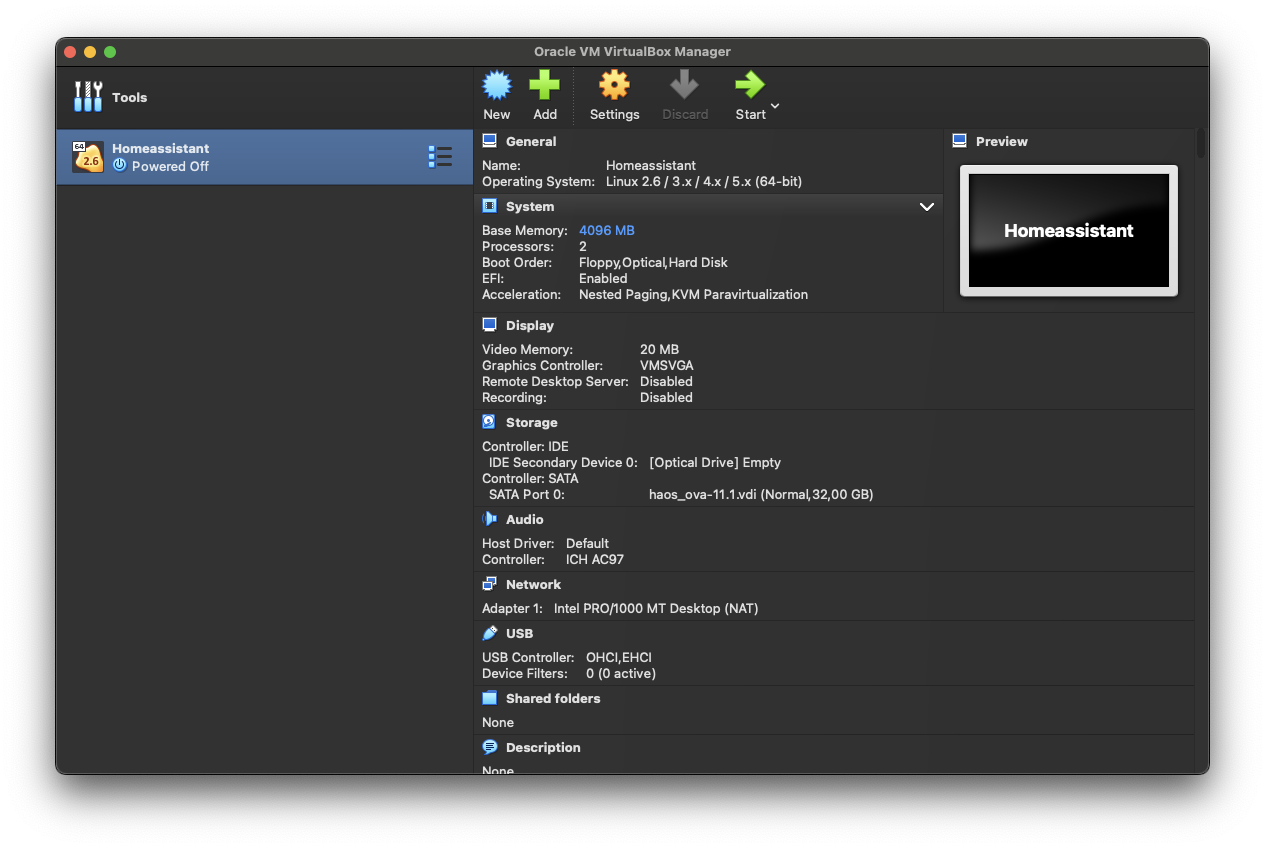 Oracle VM VirtualBox Manager
Tools
New
Add
Settings
Discard
Start
64
2.6
Homeassistant
Powered Off
General
Name: Homeassistant
Operating System: Linux 2.6 / 3.x / 4.x / 5.x (64-bit)
Preview
Homeassistant
System
Base Memory: 4096 MB
Processors: 2
Boot Order: Floppy,Optical,Hard Disk
EFI: Enabled
Acceleration: Nested Paging,KVM Paravirtualization
Display
Video Memory: 20 MB
Graphics Controller: VMSVGA
Remote Desktop Server: Disabled
Recording: Disabled
Storage
Controller: IDE
IDE Secondary Device 0: [Optical Drive] Empty
Controller: SATA
SATA Port 0: haos_ova-11.1.vdi (Normal,32,00 GB)
Audio
Host Driver: Default
Controller: ICH AC97
Network
Adapter 1: Intel PRO/1000 MT Desktop (NAT)
USB
USB Controller: OHCI,EHCI
Device Filters: 0 (0 active)
Shared folders
None
Description
None